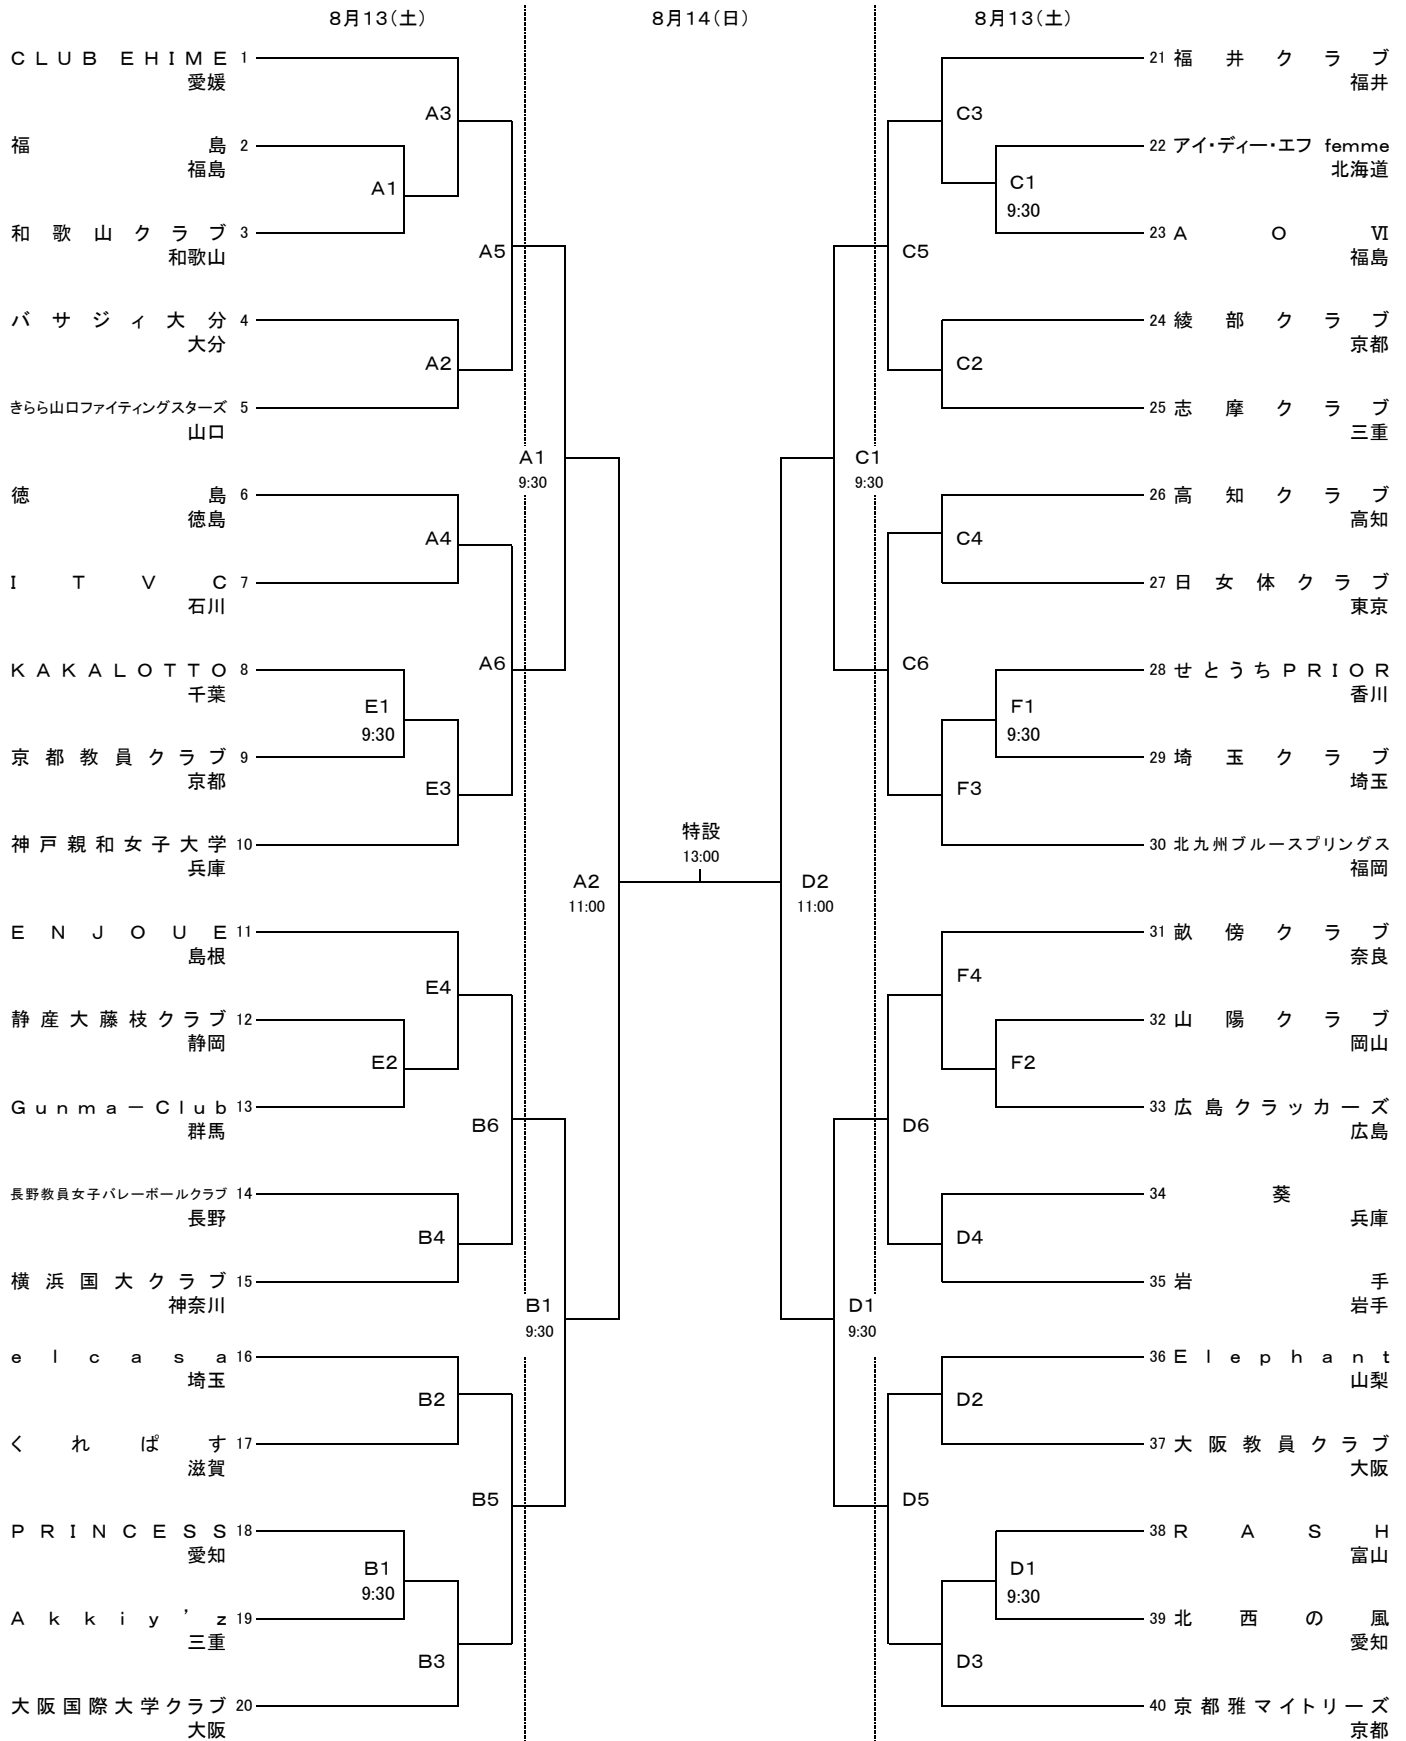 8月13(土)
8月14(日)
8月13(土)
CLUB EHIME 1
愛媛
A3
福島 2
福島
A1
和歌山クラブ 3
和歌山
A5
バサジィ大分 4
大分
A2
きらら山口ファイティングスターズ 5
山口
A1
9:30
徳島 6
徳島
A4
ITVC 7
石川
A6
KAKALOTTO 8
千葉
E1
9:30
京都教員クラブ 9
京都
E3
神戸親和女子大学 10
兵庫
A2
11:00
ENJOUE 11
島根
E4
静産大藤枝クラブ 12
静岡
E2
Gunma－Club 13
群馬
B6
長野教員女子バレーボールクラブ 14
長野
B4
横浜国大クラブ 15
神奈川
B1
9:30
elcasa 16
埼玉
B2
くれぱす 17
滋賀
B5
PRINCESS 18
愛知
B1
9:30
Akkiy’z 19
三重
B3
大阪国際大学クラブ 20
大阪
特設
13:00
21 福井クラブ
福井
C3
22 アイ・ディー・エフ femme
北海道
C1
9:30
23 AOⅥ
福島
C5
24 綾部クラブ
京都
C2
25 志摩クラブ
三重
C1
9:30
26 高知クラブ
高知
C4
27 日女体クラブ
東京
C6
28 せとうちPRIOR
香川
F1
9:30
29 埼玉クラブ
埼玉
F3
30 北九州ブルースプリングス
福岡
D2
11:00
31 畝傍クラブ
奈良
F4
32 山陽クラブ
岡山
F2
33 広島クラッカーズ
広島
D6
34 葵
兵庫
D4
35 岩手
岩手
D1
9:30
36 Elephant
山梨
D2
37 大阪教員クラブ
大阪
D5
38 RASH
富山
D1
9:30
39 北西の風
愛知
D3
40 京都雅マイトリーズ
京都